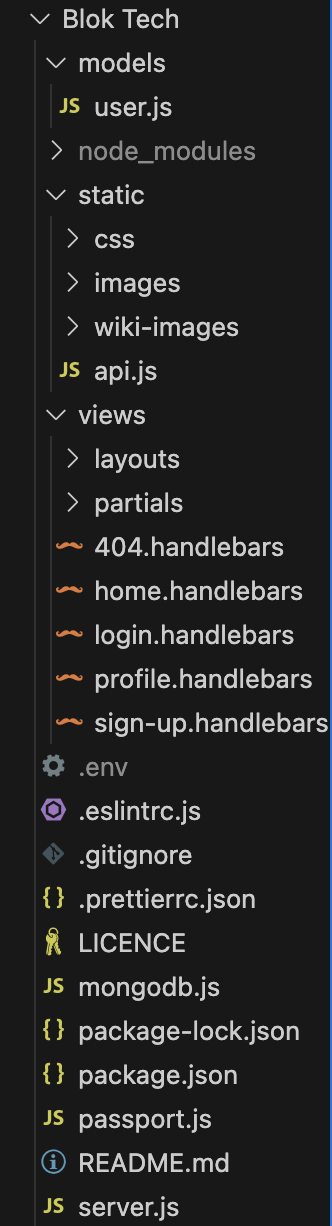 Blok Tech
models
JS user.js
node_modules
static
css
images
wiki-images
JS api.js
views
layouts
partials
404.handlebars
home.handlebars
login.handlebars
profile.handlebars
sign-up.handlebars
.env
.eslintrc.js
.gitignore
{} .prettierrc.json
LICENCE
JS mongodb.js
{} package-lock.json
{} package.json
JS passport.js
README.md
JS server.js